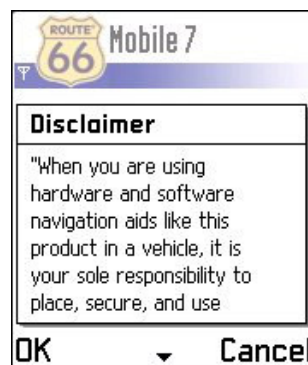 ROUTE
66
Mobile 7
Disclaimer
"When you are using
hardware and software
navigation aids like this
product in a vehicle, it is
your sole responsibility to
place, secure, and use
OK Cancel